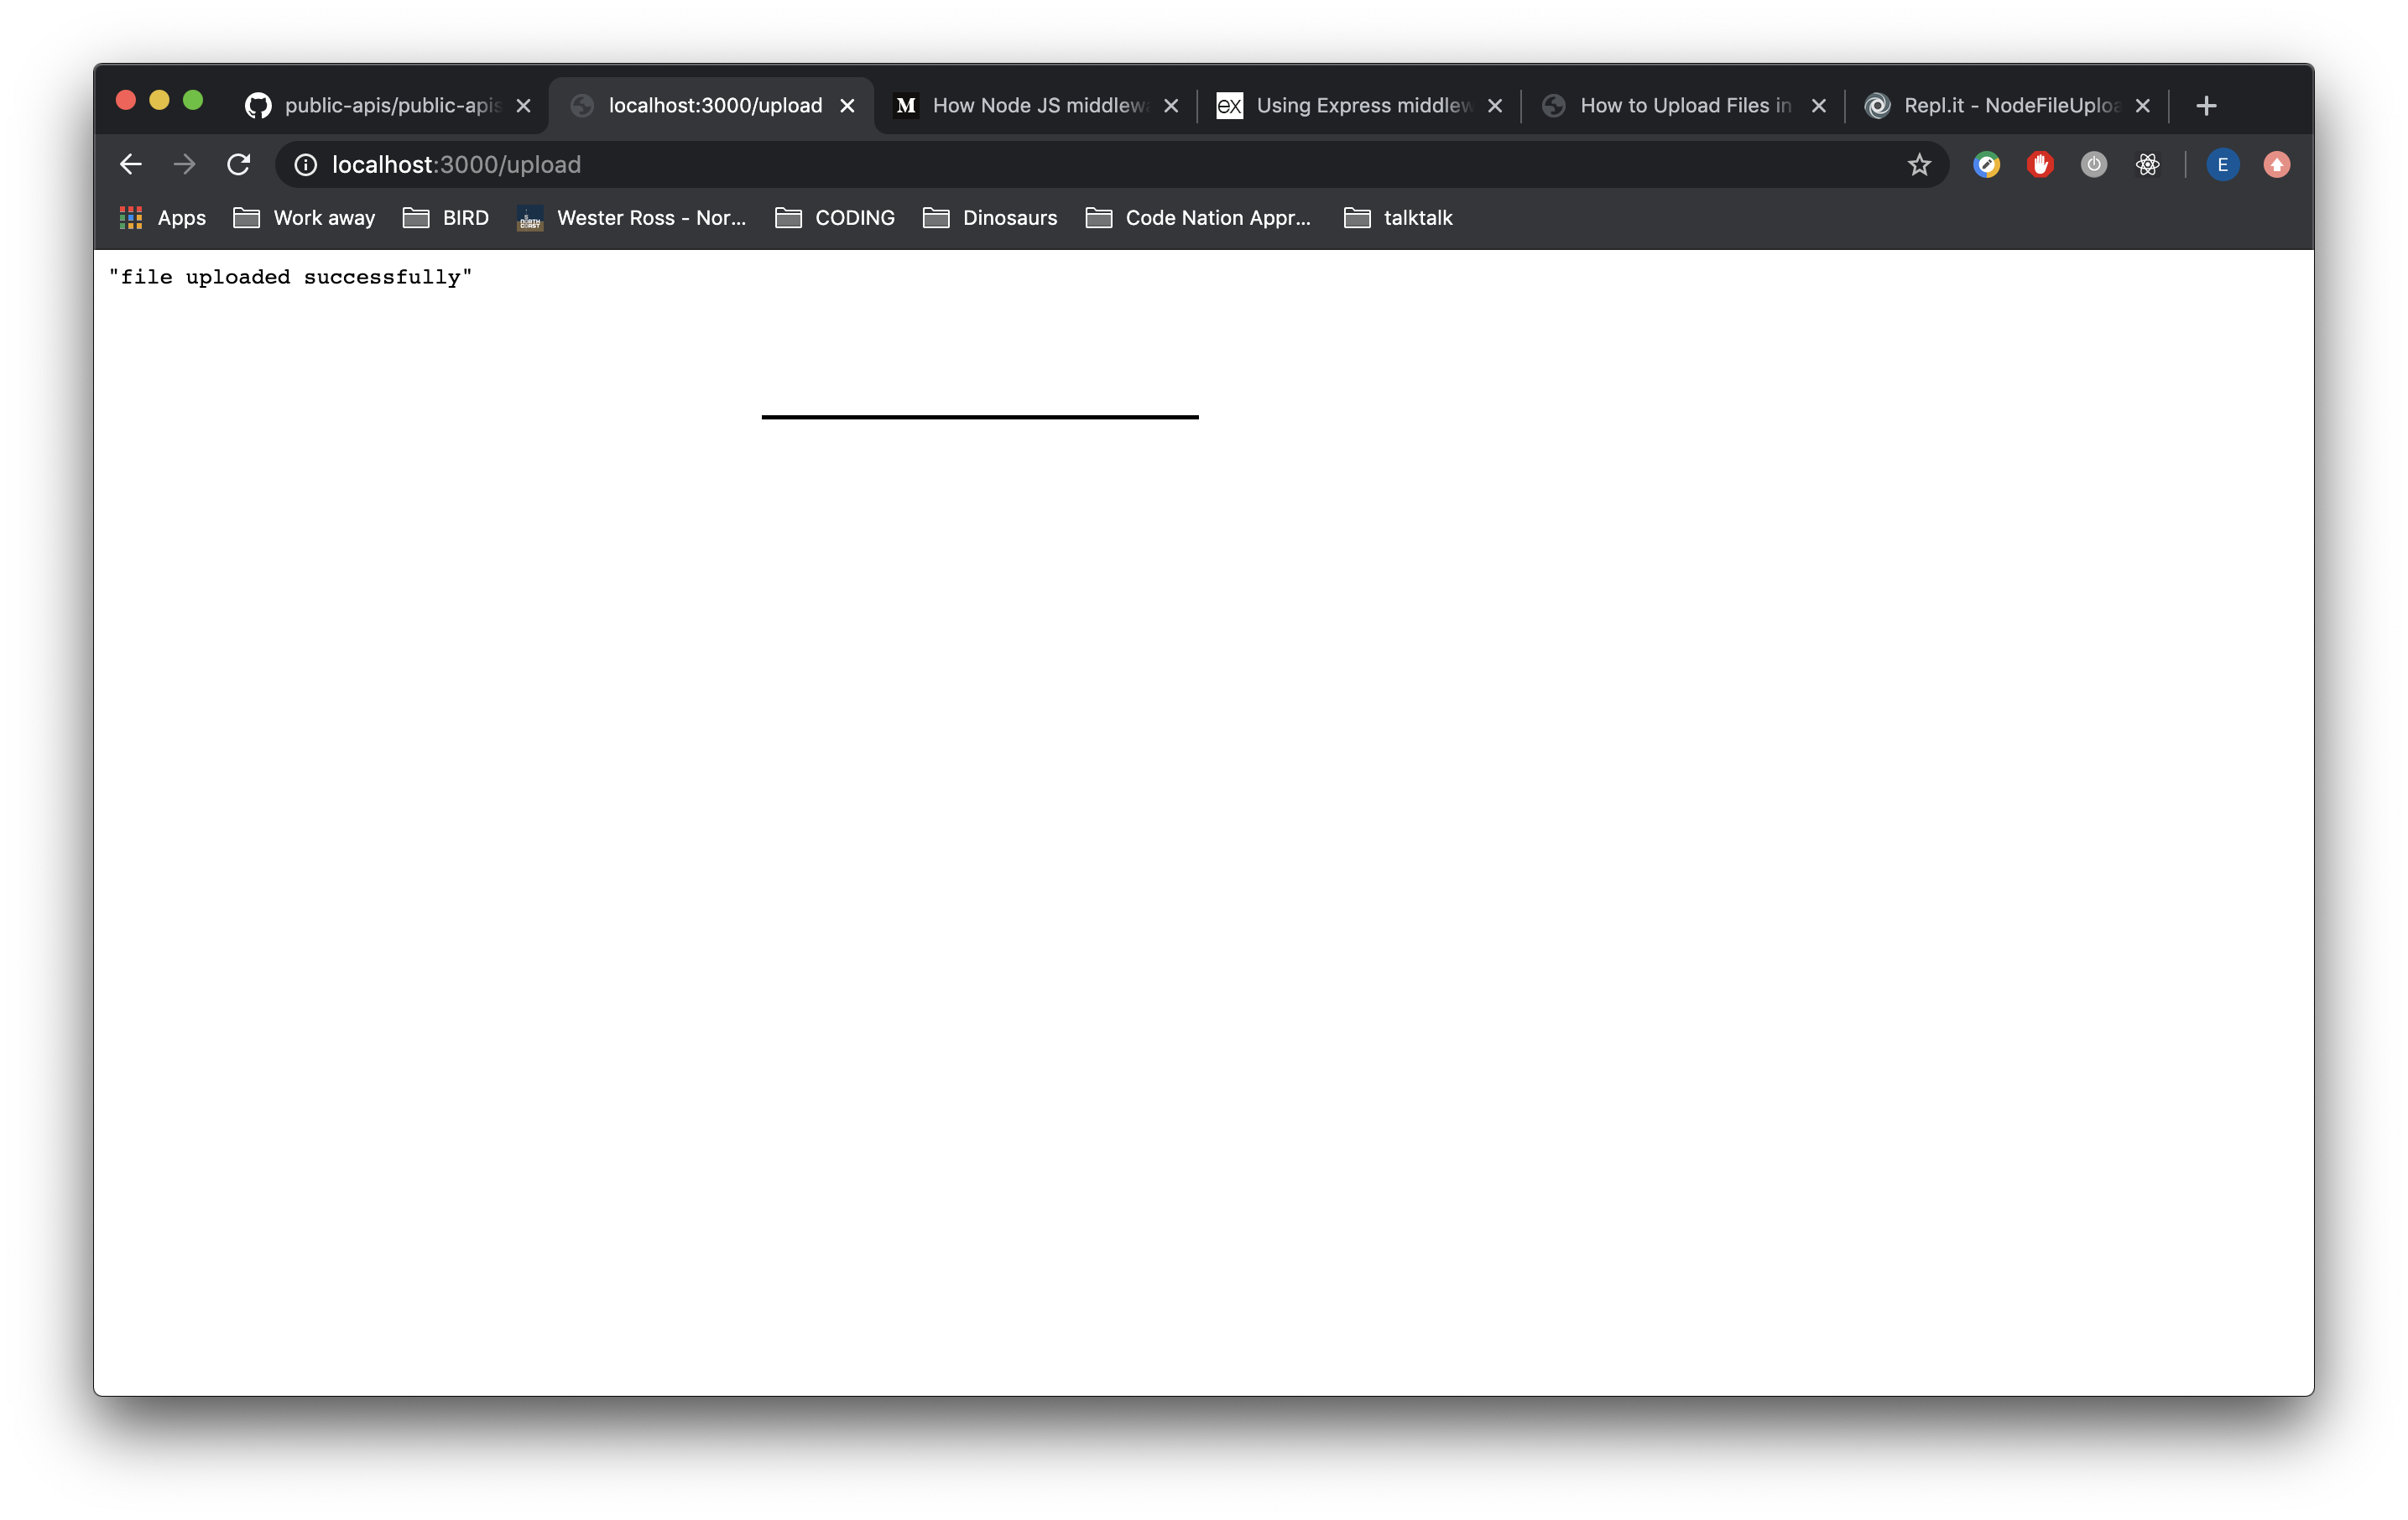 public-apis/public-apis
localhost:3000/upload
M How Node JS middlewa
ex Using Express middlew
How to Upload Files in
Repl.it - NodeFileUploa
localhost:3000/upload
E
Apps
Work away
BIRD
Wester Ross - Nor...
CODING
Dinosaurs
Code Nation Appr...
talktalk
"file uploaded successfully"